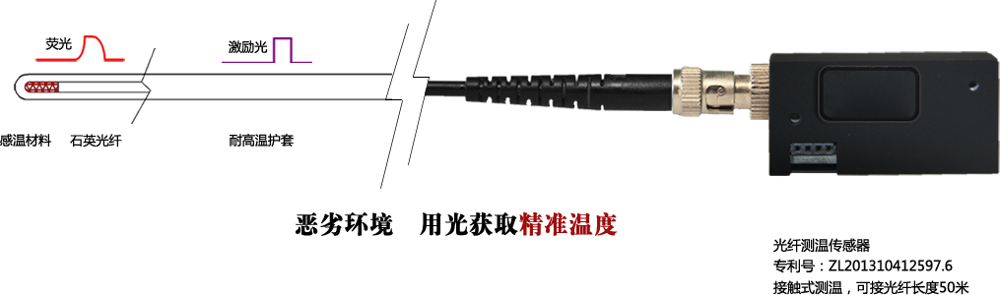 荧光
激励光
感温材料
石英光纤
耐高温护套
恶劣环境 用光获取精准温度
光纤测温传感器
专利号：ZL201310412597.6
接触式测温，可接光纤长度50米